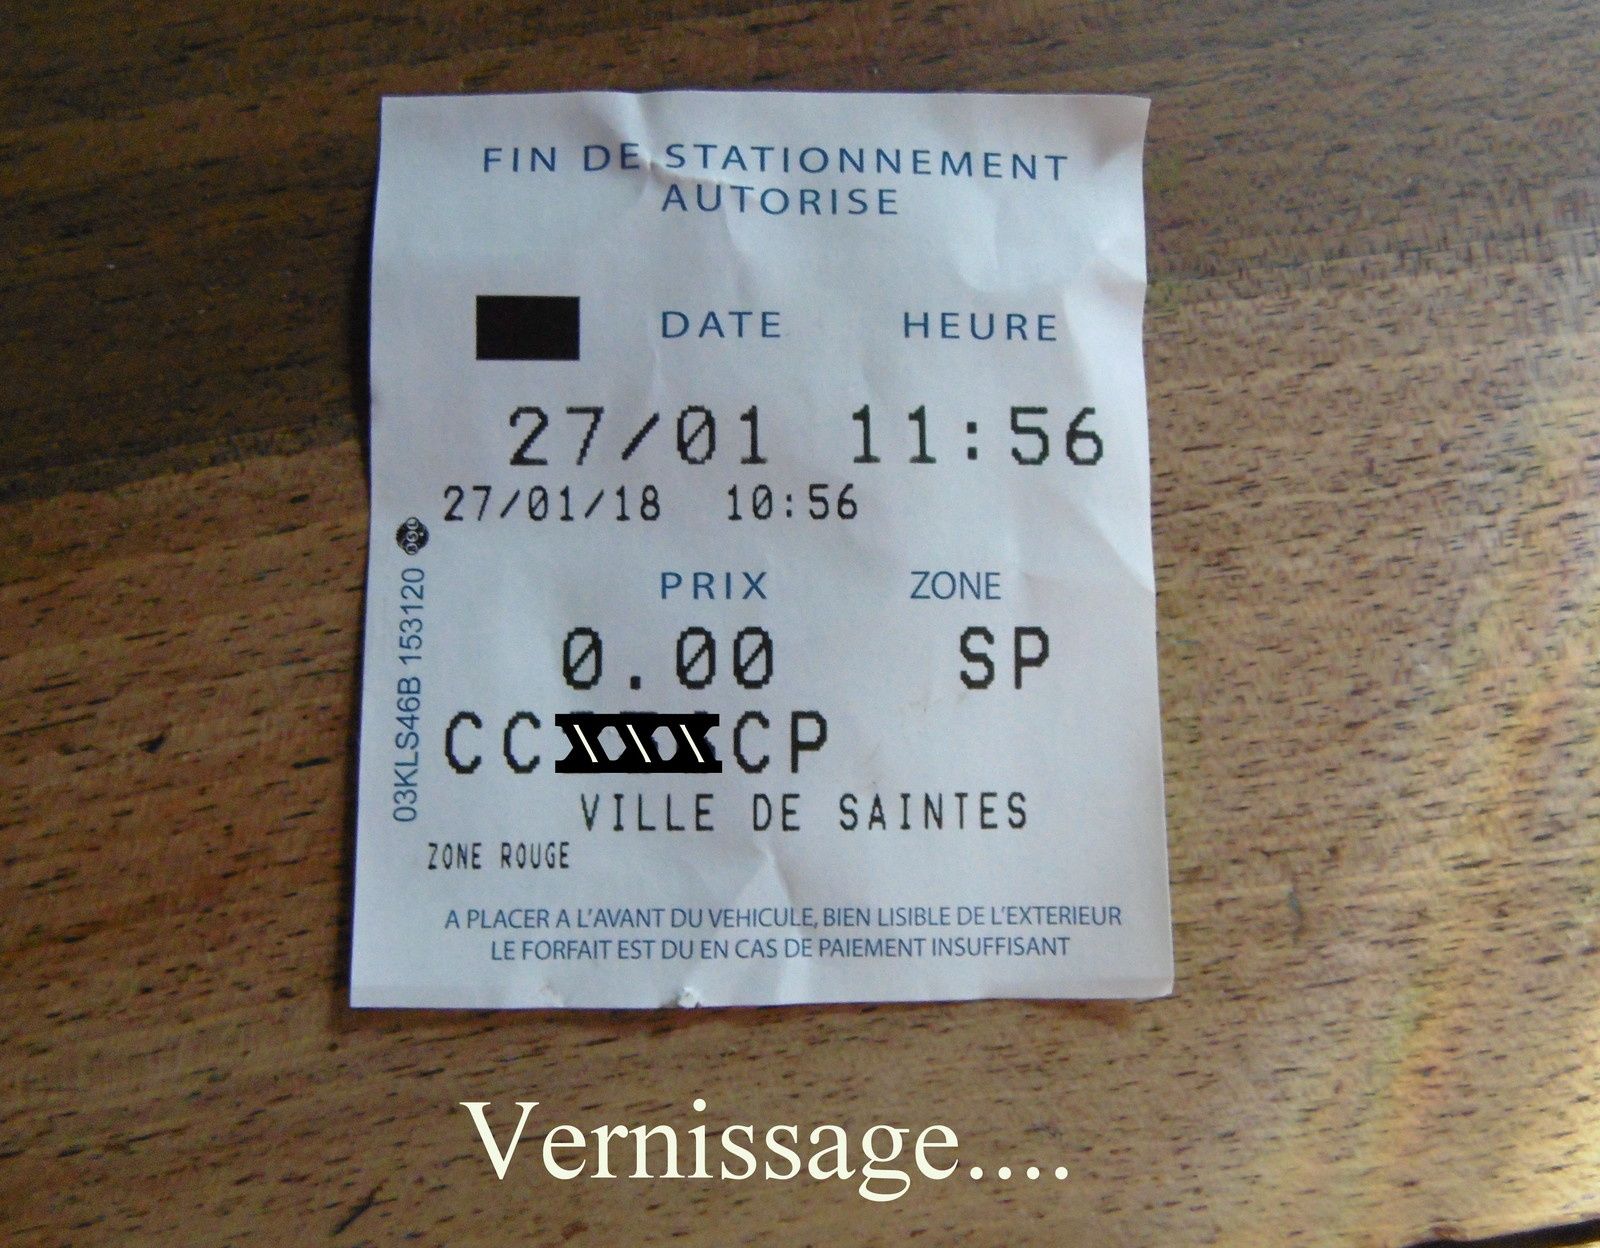 FIN DE STATIONNEMENT
AUTORISE
DATE HEURE
27/01 11:56
27/01/18 10:56
PRIX ZONE
0.00 SP
CC\\\CP
VILLE DE SAINTES
ZONE ROUGE
A PLACER A L'AVANT DU VEHICULE, BIEN LISIBLE DE L'EXTERIEUR
LE FORFAIT EST DU EN CAS DE PAIEMENT INSUFFISANT
03KLS46B 153120
Vernissage....